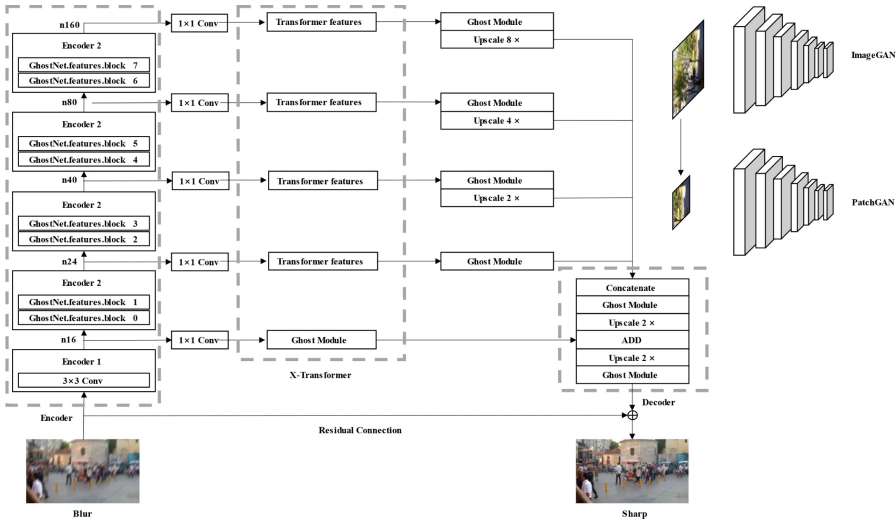 n160
1×1 Conv
Transformer features
Ghost Module
Upscale 8 ×
ImageGAN
Encoder 2
GhostNet.features.block 7
GhostNet.features.block 6
n80
1×1 Conv
Transformer features
Ghost Module
Upscale 4 ×
Encoder 2
GhostNet.features.block 5
GhostNet.features.block 4
n40
1×1 Conv
Transformer features
Ghost Module
Upscale 2 ×
PatchGAN
Encoder 2
GhostNet.features.block 3
GhostNet.features.block 2
n24
1×1 Conv
Transformer features
Ghost Module
Encoder 2
GhostNet.features.block 1
GhostNet.features.block 0
Concatenate
Ghost Module
Upscale 2 ×
n16
1×1 Conv
Ghost Module
ADD
Upscale 2 ×
Ghost Module
Encoder 1
3×3 Conv
X-Transformer
Encoder
Decoder
Residual Connection
Blur
Sharp